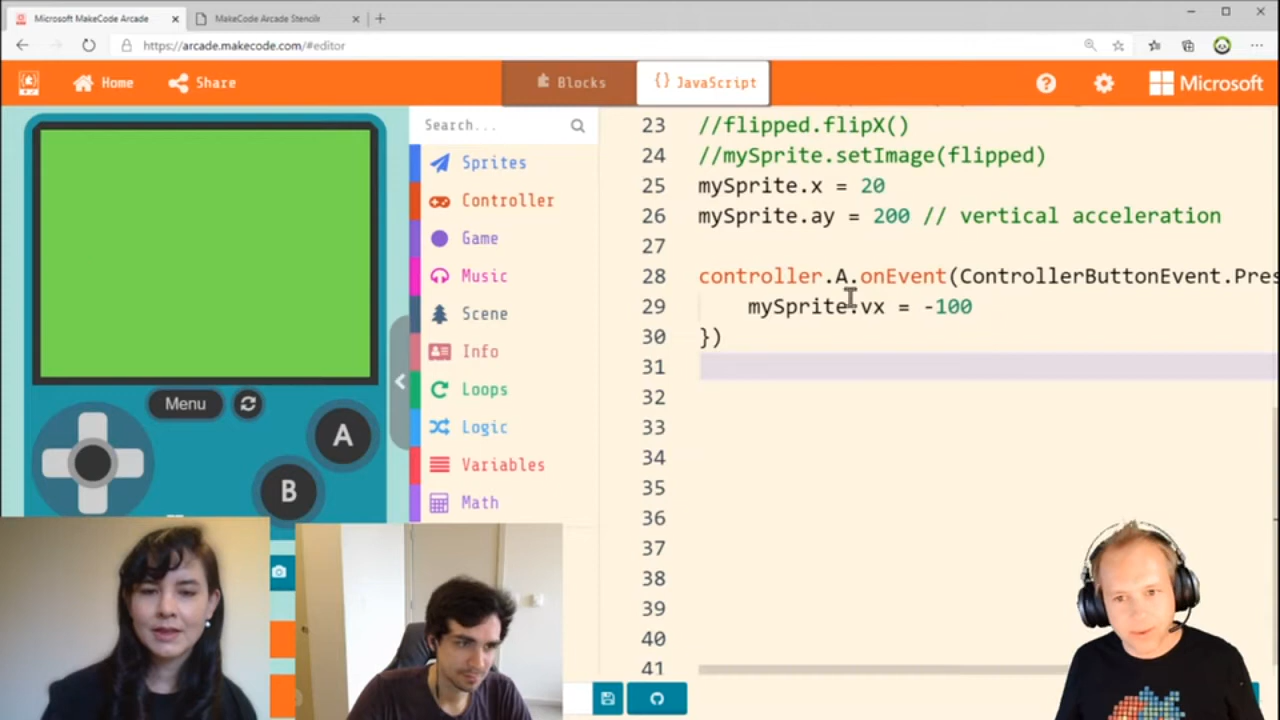 Microsoft MakeCode Arcade
MakeCode Arcade Stencils
https://arcade.makecode.com/#editor
Home
Share
Blocks
{} JavaScript
Microsoft
Search...
Sprites
Controller
Game
Music
Scene
Info
Loops
Logic
Variables
Math
Menu
A
B
23 //flipped.flipX()
24 //mySprite.setImage(flipped)
25 mySprite.x = 20
26 mySprite.ay = 200 // vertical acceleration
27
28 controller.A.onEvent(ControllerButtonEvent.Pres
29 mySprite.vx = -100
30 })
31
32
33
34
35
36
37
38
39
40
41